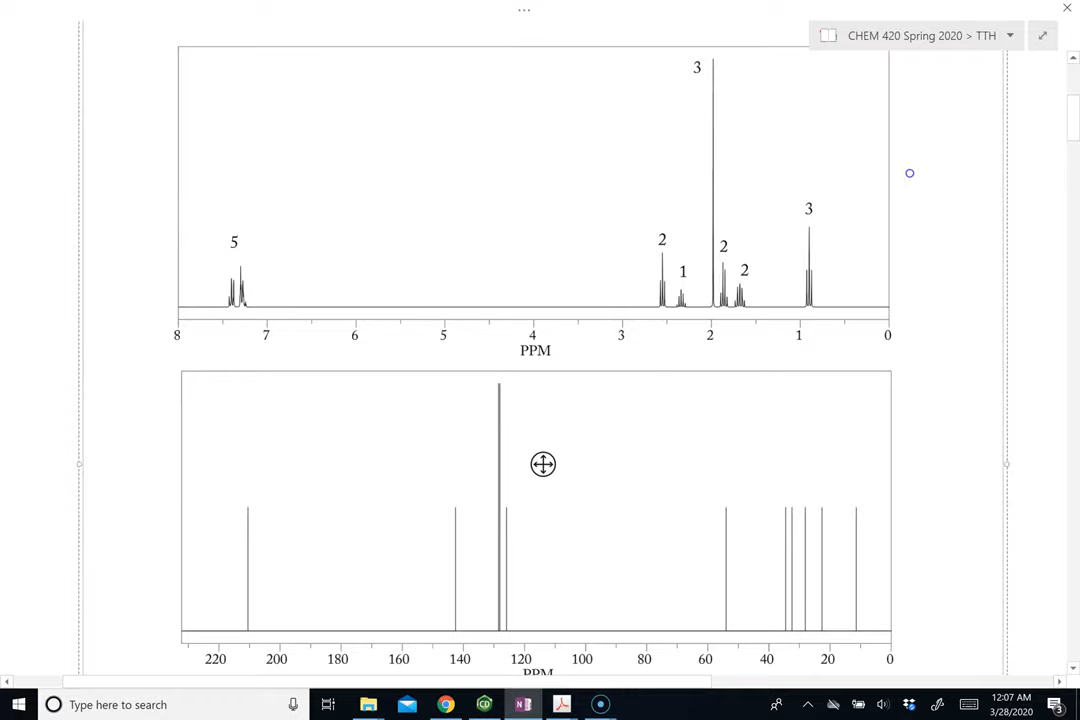 CHEM 420 Spring 2020 > TTH
3
3
5
2
1
2
2
8 7 6 5 4 3 2 1 0
PPM
220 200 180 160 140 120 100 80 60 40 20 0
PPM
Type here to search
12:07 AM
3/28/2020
3